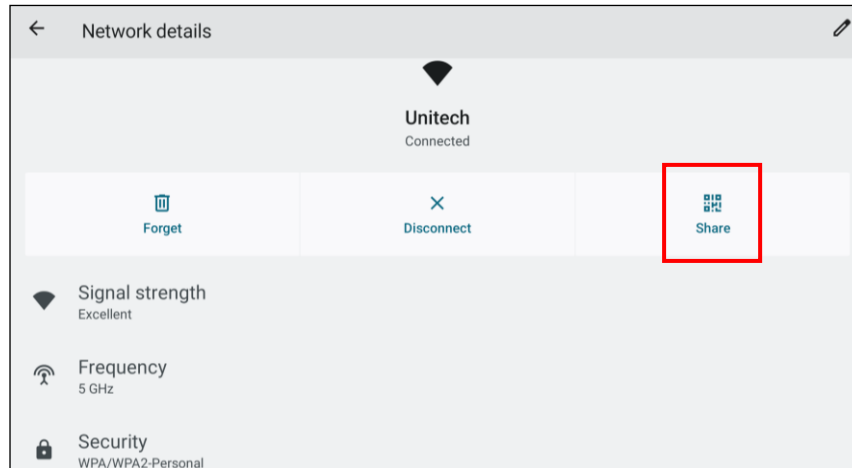 Network details
Unitech
Connected
Forget
Disconnect
Share
Signal strength
Excellent
Frequency
5 GHz
Security
WPA/WPA2-Personal